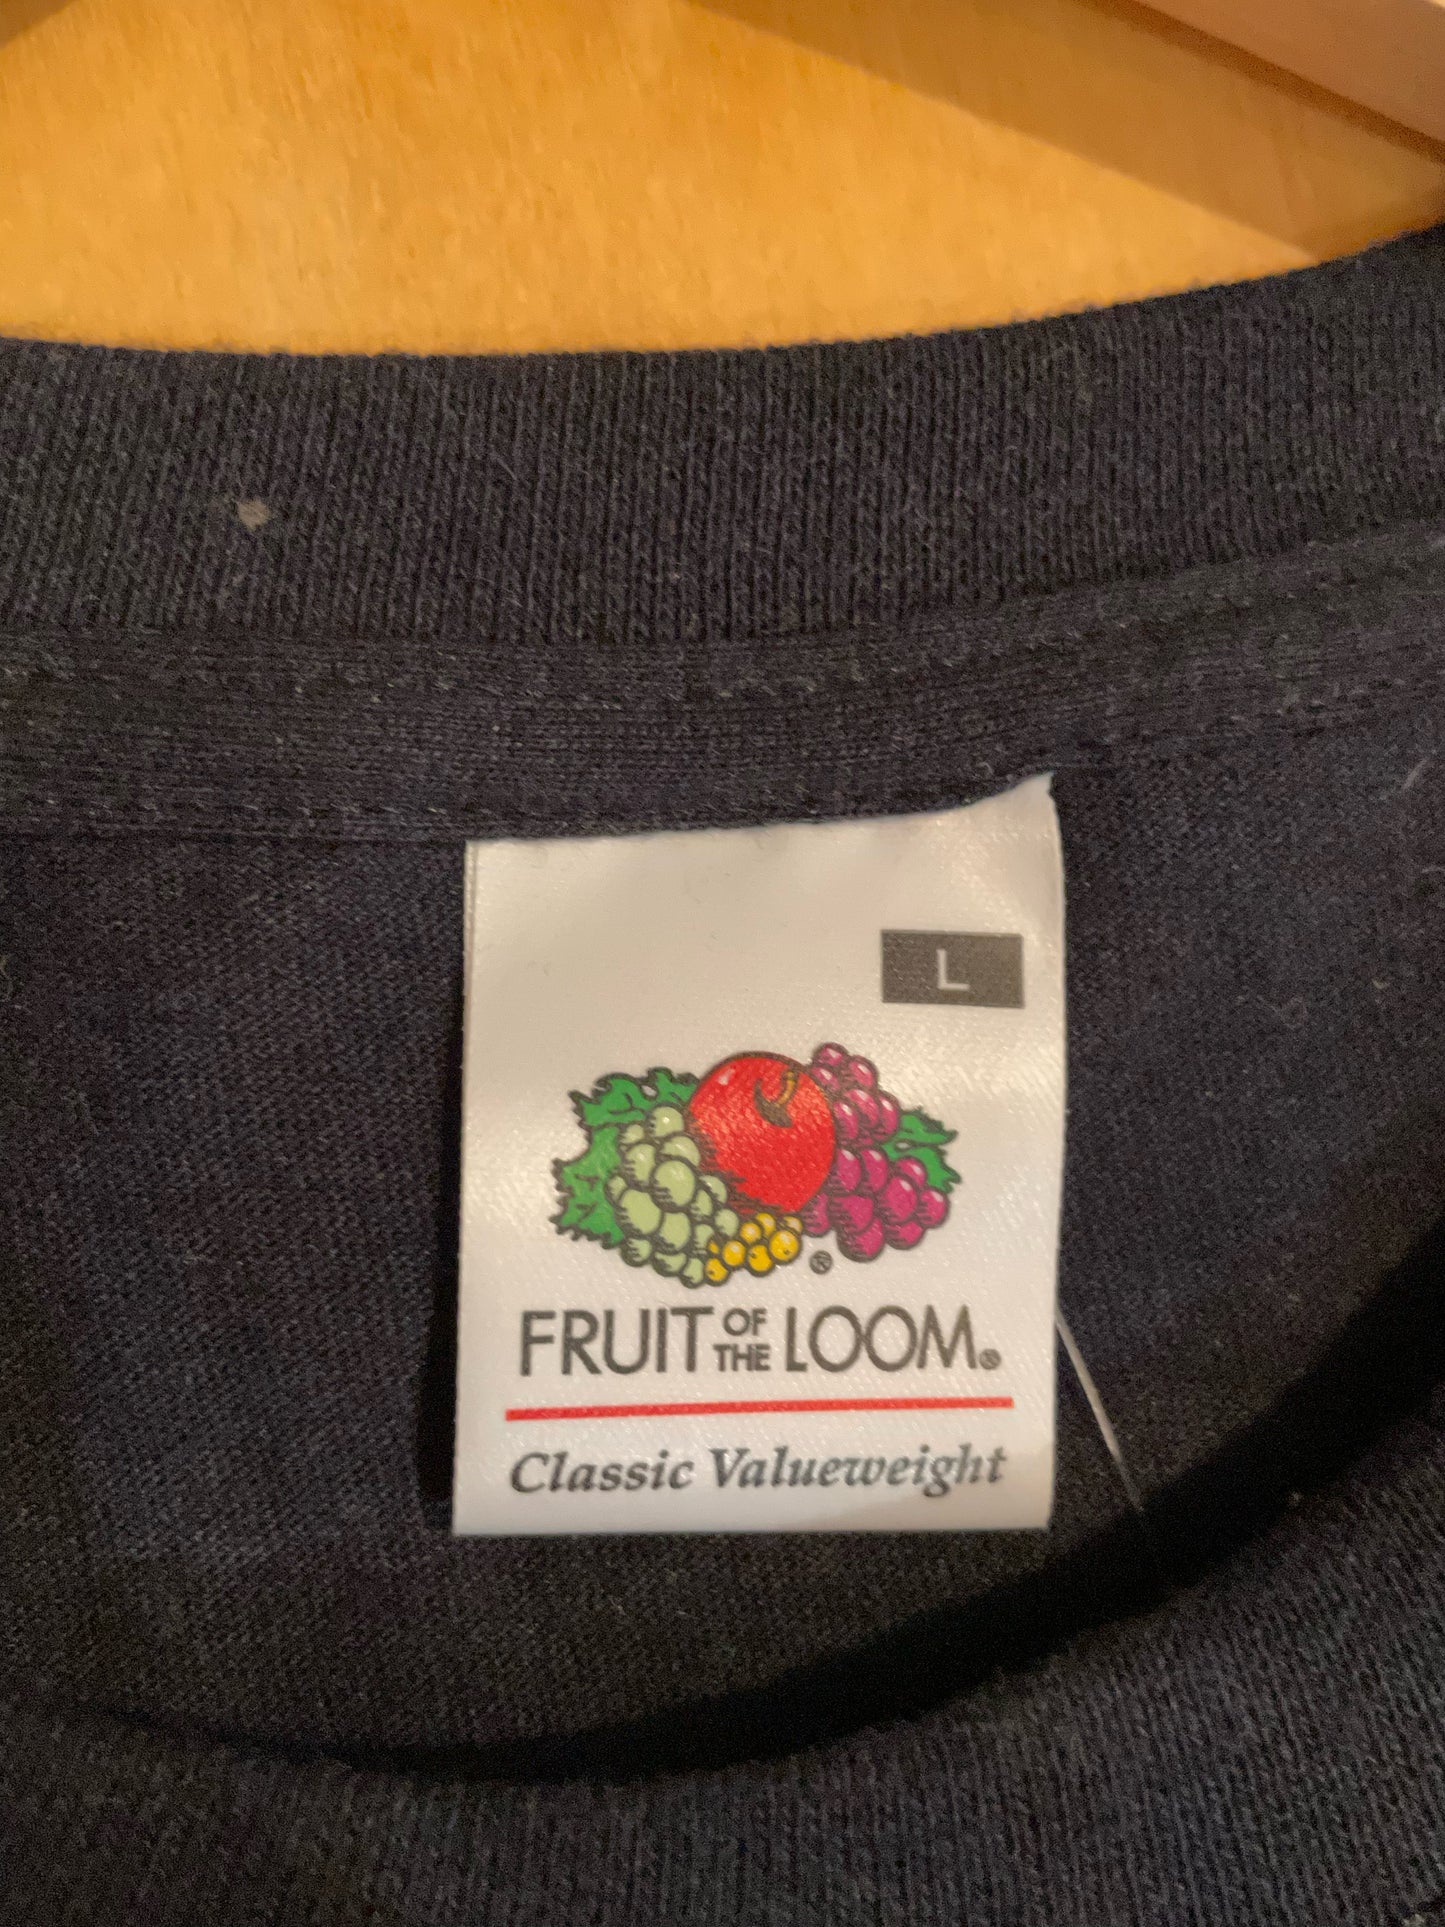 L
®
FRUIT OF THE LOOM®
Classic Valueweight